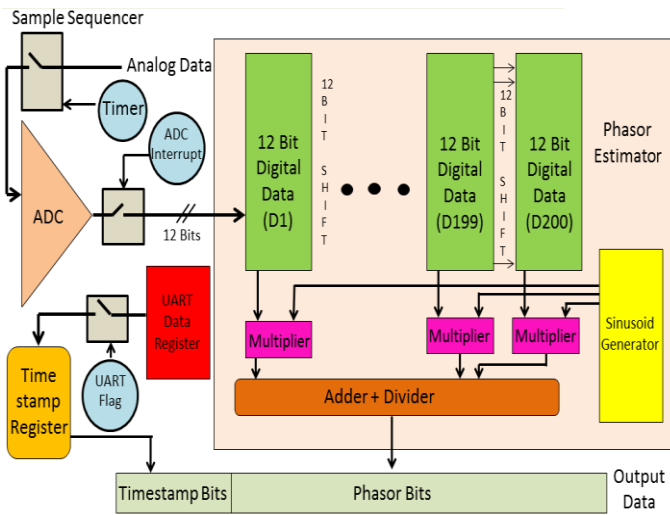 Sample Sequencer
Analog Data
Timer
ADC
ADC
Interrupt
12 Bits
12 Bit
Digital
Data
(D1)
12
BIT
SHIFT
12 Bit
Digital
Data
(D199)
12
BIT
SHIFT
12 Bit
Digital
Data
(D200)
Phasor
Estimator
UART
Data
Register
UART
Flag
Time
stamp
Register
Multiplier
Multiplier
Multiplier
Sinusoid
Generator
Adder + Divider
Timestamp Bits
Phasor Bits
Output
Data